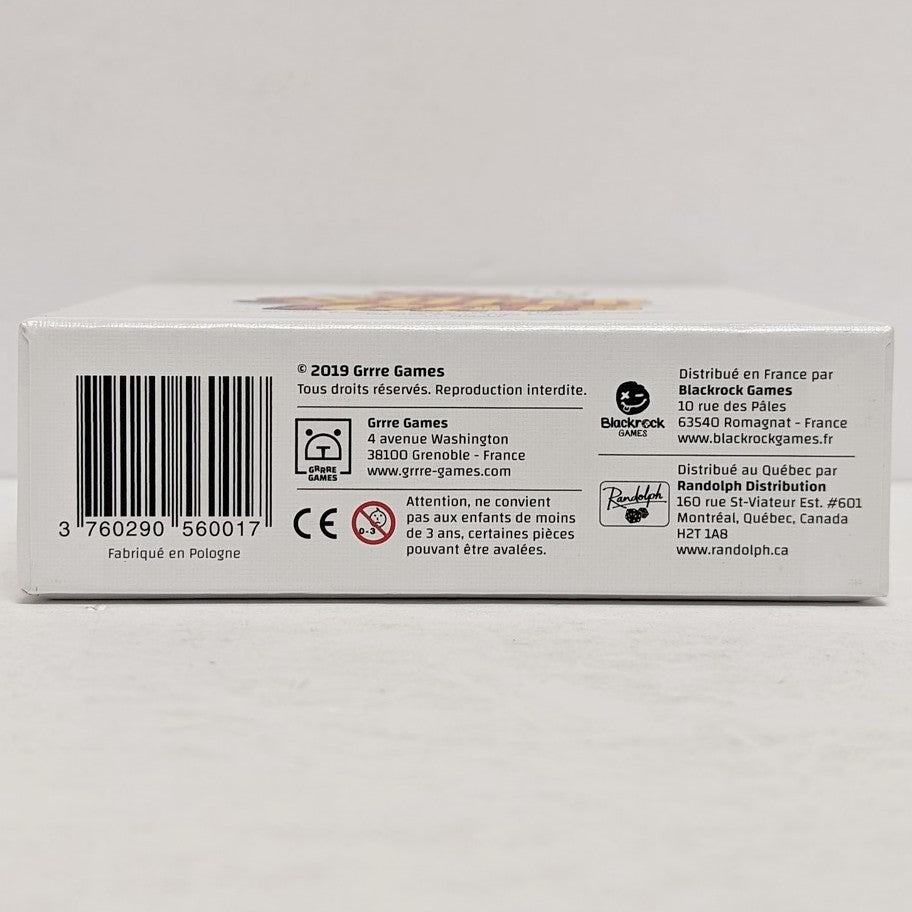 © 2019 Grrre Games
Tous droits réservés. Reproduction interdite.
GRRRE
GAMES
Grrre Games
4 avenue Washington
38100 Grenoble - France
www.grrre-games.com
0-3
Attention, ne convient
pas aux enfants de moins
de 3 ans, certaines pièces
pouvant être avalées.
3 760290 560017
Fabriqué en Pologne
Blackrock
GAMES
Distribué en France par
Blackrock Games
10 rue des Pâles
63540 Romagnat - France
www.blackrockgames.fr
Randolph
Distribué au Québec par
Randolph Distribution
160 rue St-Viateur Est. #601
Montréal, Québec, Canada
H2T 1A8
www.randolph.ca
CE